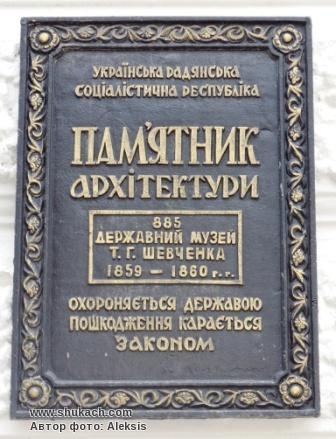 УКРАЇНСЬКА РАДЯНСЬКА
СОЦІАЛІСТИЧНА РЕСПУБЛІКА
ПАМ'ЯТНИК
АРХІТЕКТУРИ
885
ДЕРЖАВНИЙ МУЗЕЙ
Т. Г. ШЕВЧЕНКА
1859 — 1860 г.г.
ОХОРОНЯЄТЬСЯ ДЕРЖАВОЮ
ПОШКОДЖЕННЯ КАРАЄТЬСЯ
ЗАКОНОМ
www.shukach.com
Автор фото: Aleksis